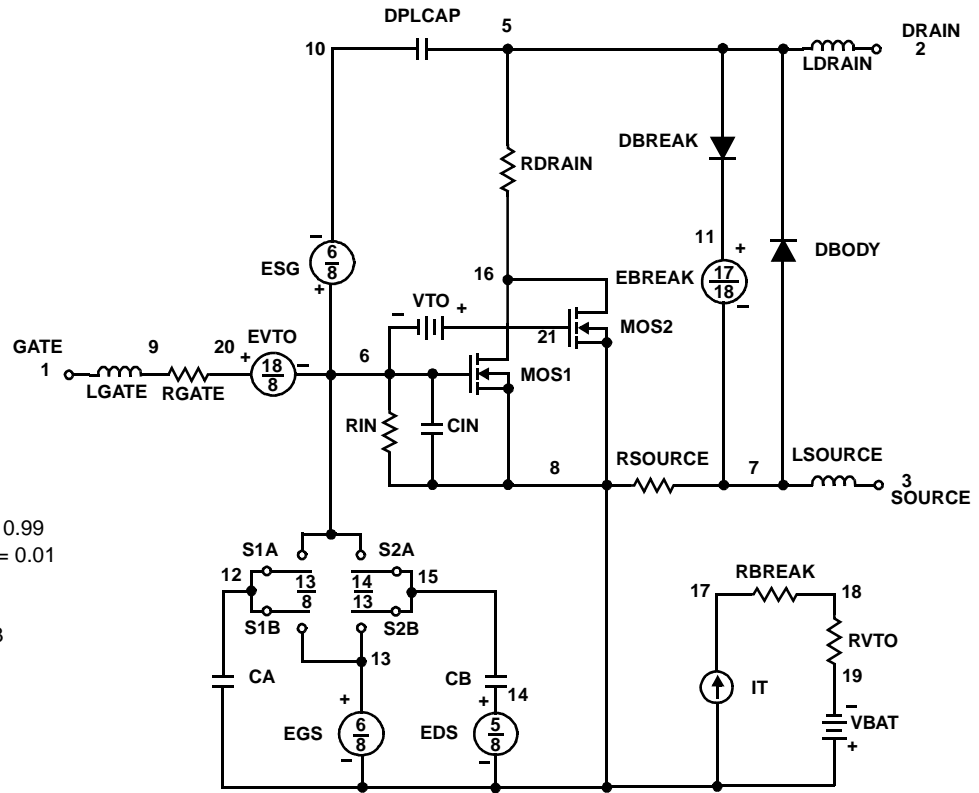 DPLCAP
5
DRAIN
2
10
LDRAIN
DBREAK
RDRAIN
11
+
−
6
8
+
ESG
16
EBREAK
17
18
−
DBODY
− VTO +
21
MOS2
GATE
1
9
20
EVTO
+
18
8
−
6
MOS1
LGATE
RGATE
RIN
CIN
8
RSOURCE
7
LSOURCE
3
SOURCE
0.99
= 0.01
S1A
S2A
12
13
8
14
13
15
S1B
S2B
13
RBREAK
17
18
RVTO
19
CA
CB
14
+
+
IT
−
VBAT
+
EGS
6
8
−
EDS
5
8
−